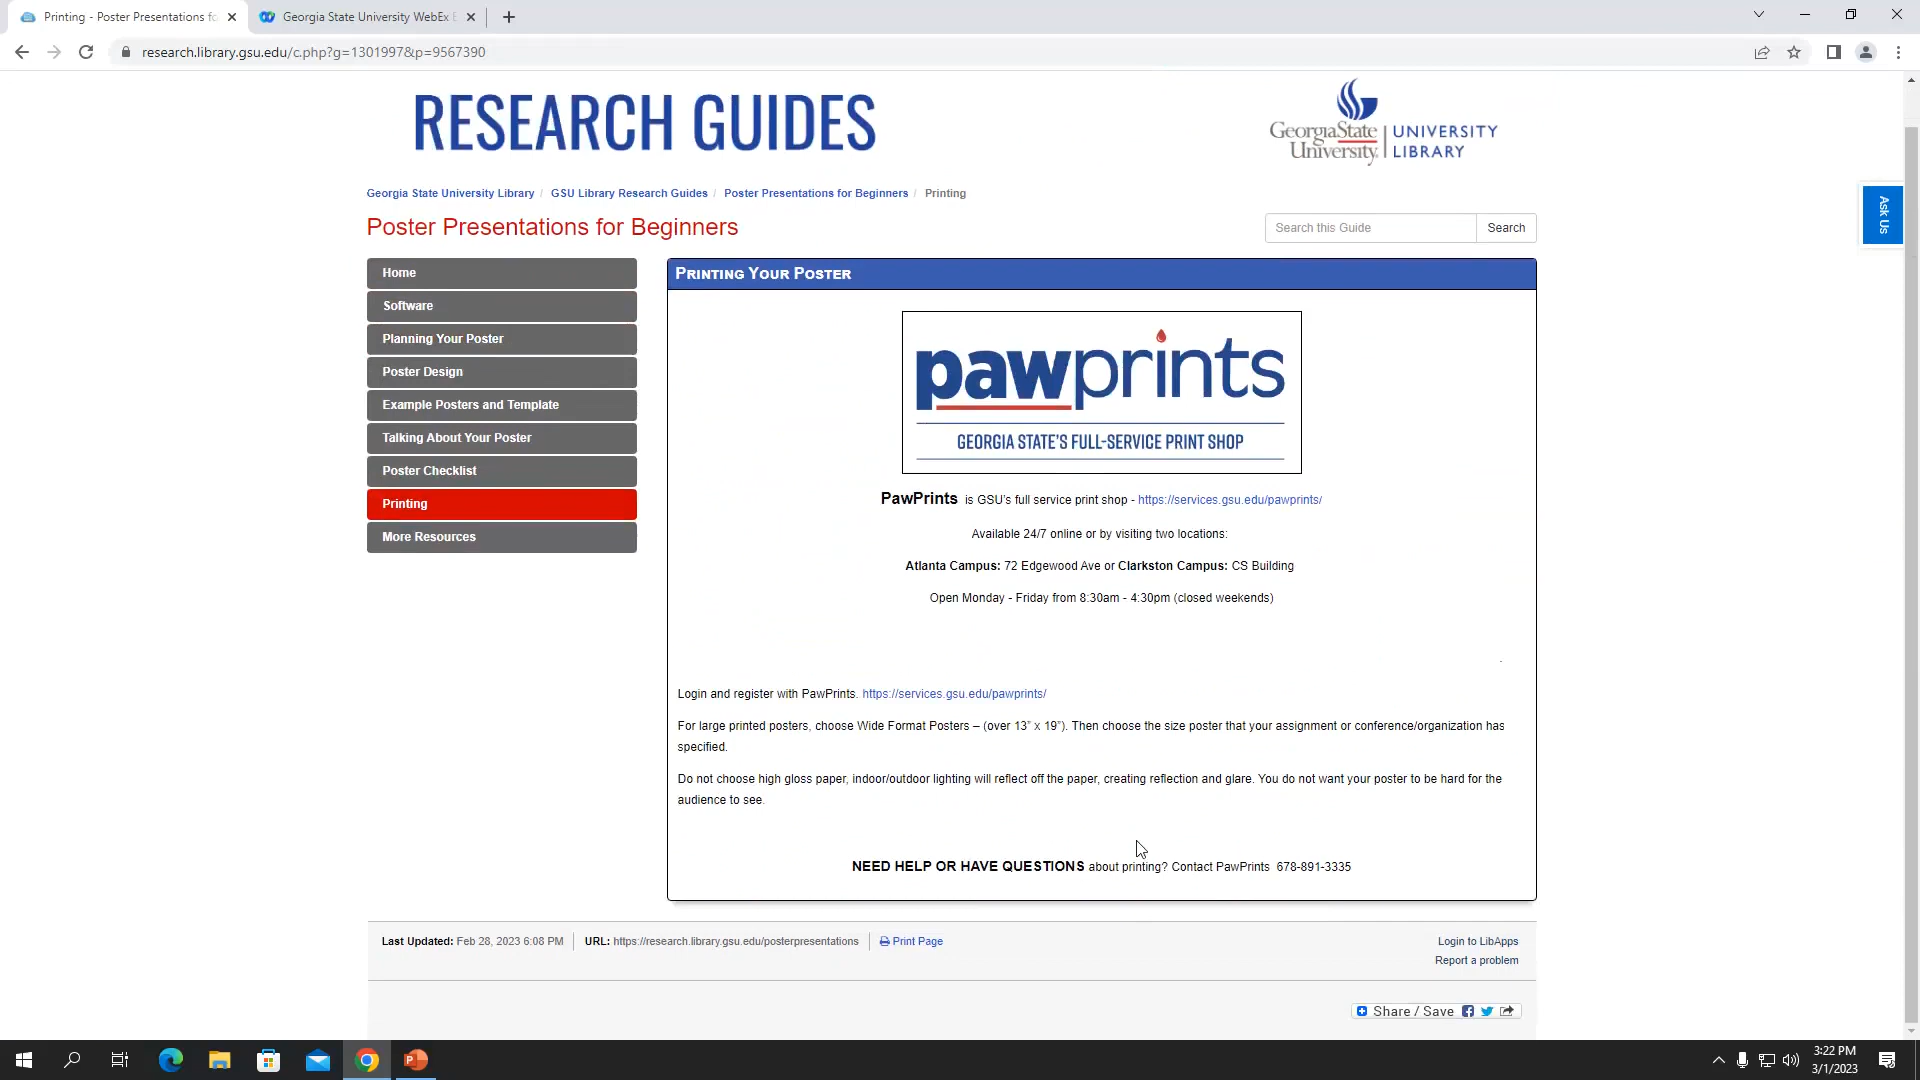 Printing - Poster Presentations fo
Georgia State University WebEx E
research.library.gsu.edu/c.php?g=1301997&p=9567390
RESEARCH GUIDES
GeorgiaState University | UNIVERSITY LIBRARY
Georgia State University Library / GSU Library Research Guides / Poster Presentations for Beginners / Printing
Poster Presentations for Beginners
Search this Guide
Search
Ask Us
Home
Software
Planning Your Poster
Poster Design
Example Posters and Template
Talking About Your Poster
Poster Checklist
Printing
More Resources
PRINTING YOUR POSTER
pawprints
GEORGIA STATE'S FULL-SERVICE PRINT SHOP
PawPrints is GSU's full service print shop - https://services.gsu.edu/pawprints/
Available 24/7 online or by visiting two locations:
Atlanta Campus: 72 Edgewood Ave or Clarkston Campus: CS Building
Open Monday - Friday from 8:30am - 4:30pm (closed weekends)
.
Login and register with PawPrints. https://services.gsu.edu/pawprints/
For large printed posters, choose Wide Format Posters – (over 13” x 19”). Then choose the size poster that your assignment or conference/organization has
specified.
Do not choose high gloss paper, indoor/outdoor lighting will reflect off the paper, creating reflection and glare. You do not want your poster to be hard for the
audience to see.
NEED HELP OR HAVE QUESTIONS about printing? Contact PawPrints 678-891-3335
Last Updated: Feb 28, 2023 6:08 PM | URL: https://research.library.gsu.edu/posterpresentations | Print Page
Login to LibApps
Report a problem
Share / Save
3:22 PM
3/1/2023